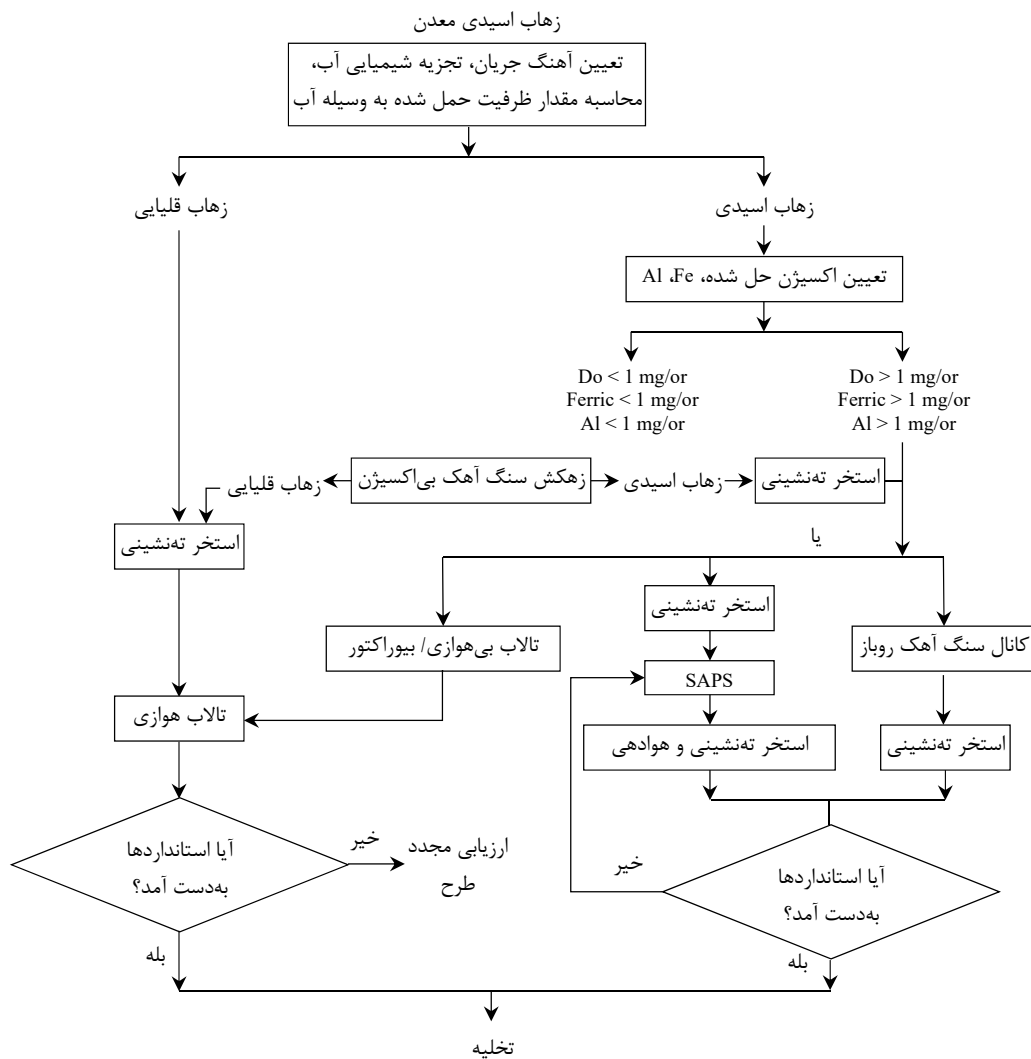 زهاب اسیدی معدن
تعیین آهنگ جریان، تجزیه شیمیایی آب،
محاسبه مقدار ظرفیت حمل شده به وسیله آب
زهاب اسیدی
زهاب قلیایی
تعیین اکسیژن حل شده، Al ،Fe
Do > 1 mg/or
Ferric > 1 mg/or
Al > 1 mg/or
Do < 1 mg/or
Ferric < 1 mg/or
Al < 1 mg/or
استخر ته‌نشینی
زهاب اسیدی
زهکش سنگ آهک بی‌اکسیژن
زهاب قلیایی
استخر ته‌نشینی
یا
استخر ته‌نشینی
کانال سنگ آهک روباز
تالاب بی‌هوازی/ بیوراکتور
SAPS
تالاب هوازی
استخر ته‌نشینی
استخر ته‌نشینی و هوادهی
آیا استانداردها
به‌دست آمد؟
خیر
ارزیابی مجدد
طرح
آیا استانداردها
به‌دست آمد؟
خیر
بله
بله
تخلیه